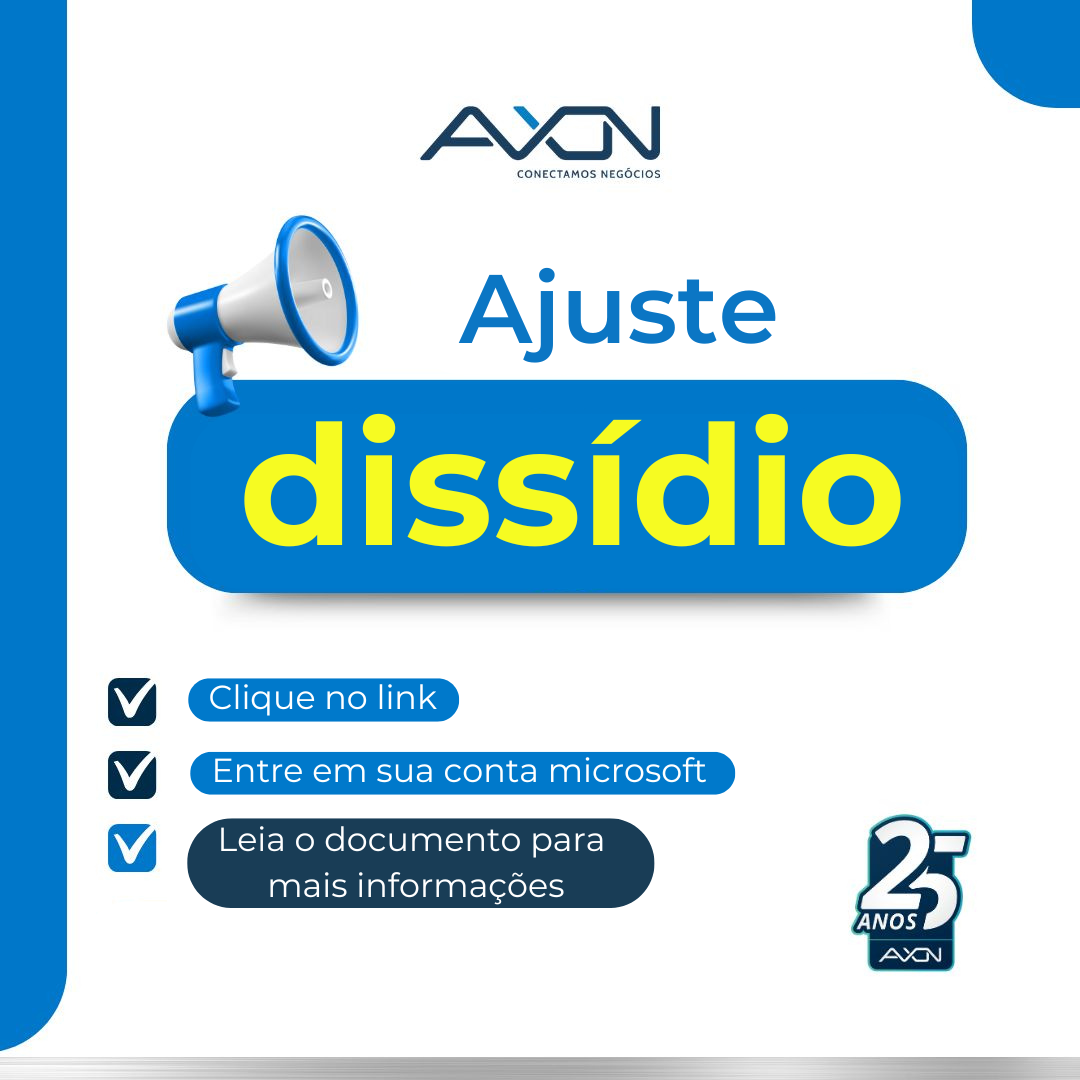 AXON
CONECTAMOS NEGÓCIOS
Ajuste
dissídio
Clique no link
Entre em sua conta microsoft
Leia o documento para
mais informações
25
ANOS
AXON